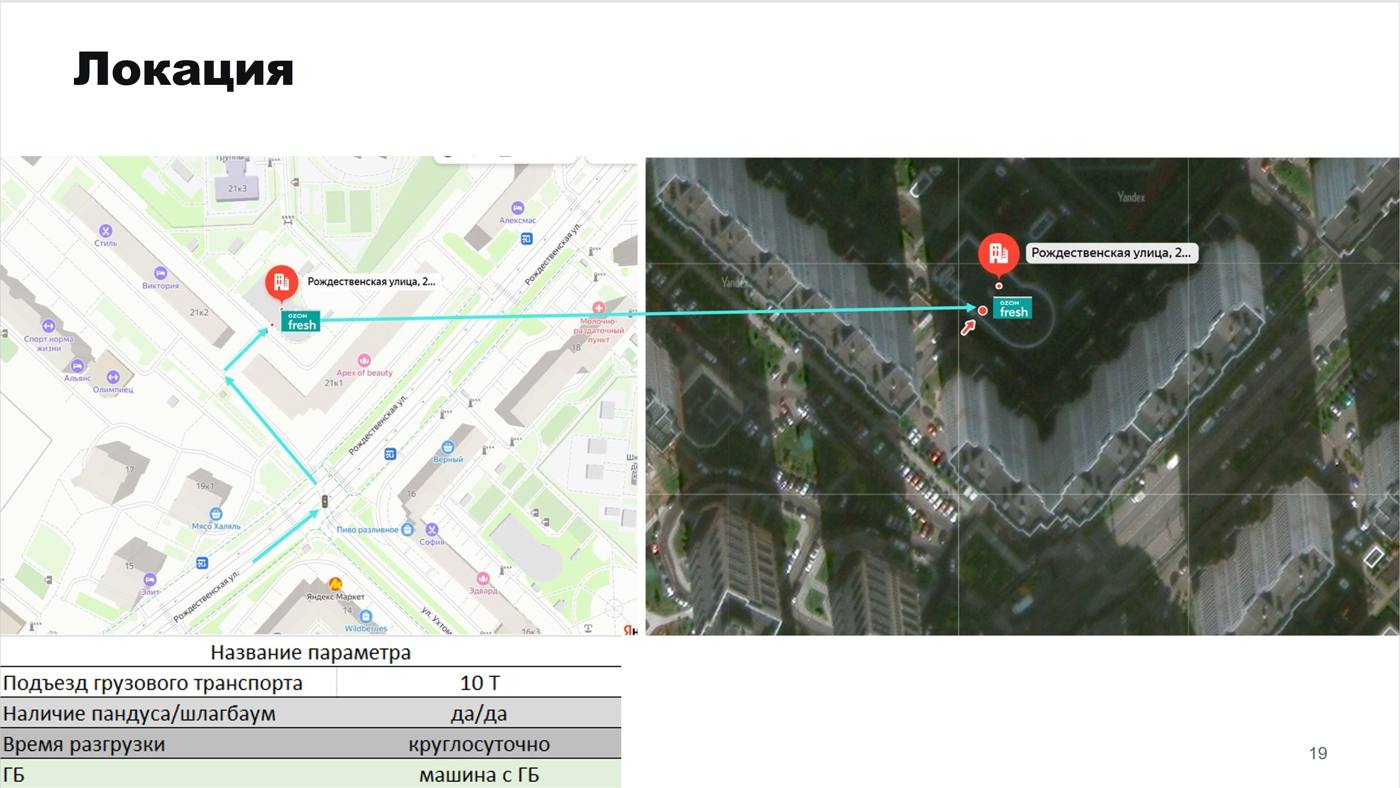 Локация
группы
21к3
Алексмас
Стиль
Виктория
Рождественская ул.
Рождественская улица, 2...
21к2
ozon
fresh
Спорт норма
жизни
Альянс
Олимпиец
Apex of beauty
21к1
Молочно-
раздаточный
пункт
18
Рождественская ул.
Верный
17
19к1
16
Мясо Халяль
Пиво разливное
София
15
Элит
Рождественская ул.
Яндекс Маркет
14
Wildberries
Эдвард
16к3
Yandex
Рождественская улица, 2...
ozon
fresh
Название параметра
Подъезд грузового транспорта 10 Т
Наличие пандуса/шлагбаум да/да
Время разгрузки круглосуточно
ГБ машина с ГБ
19